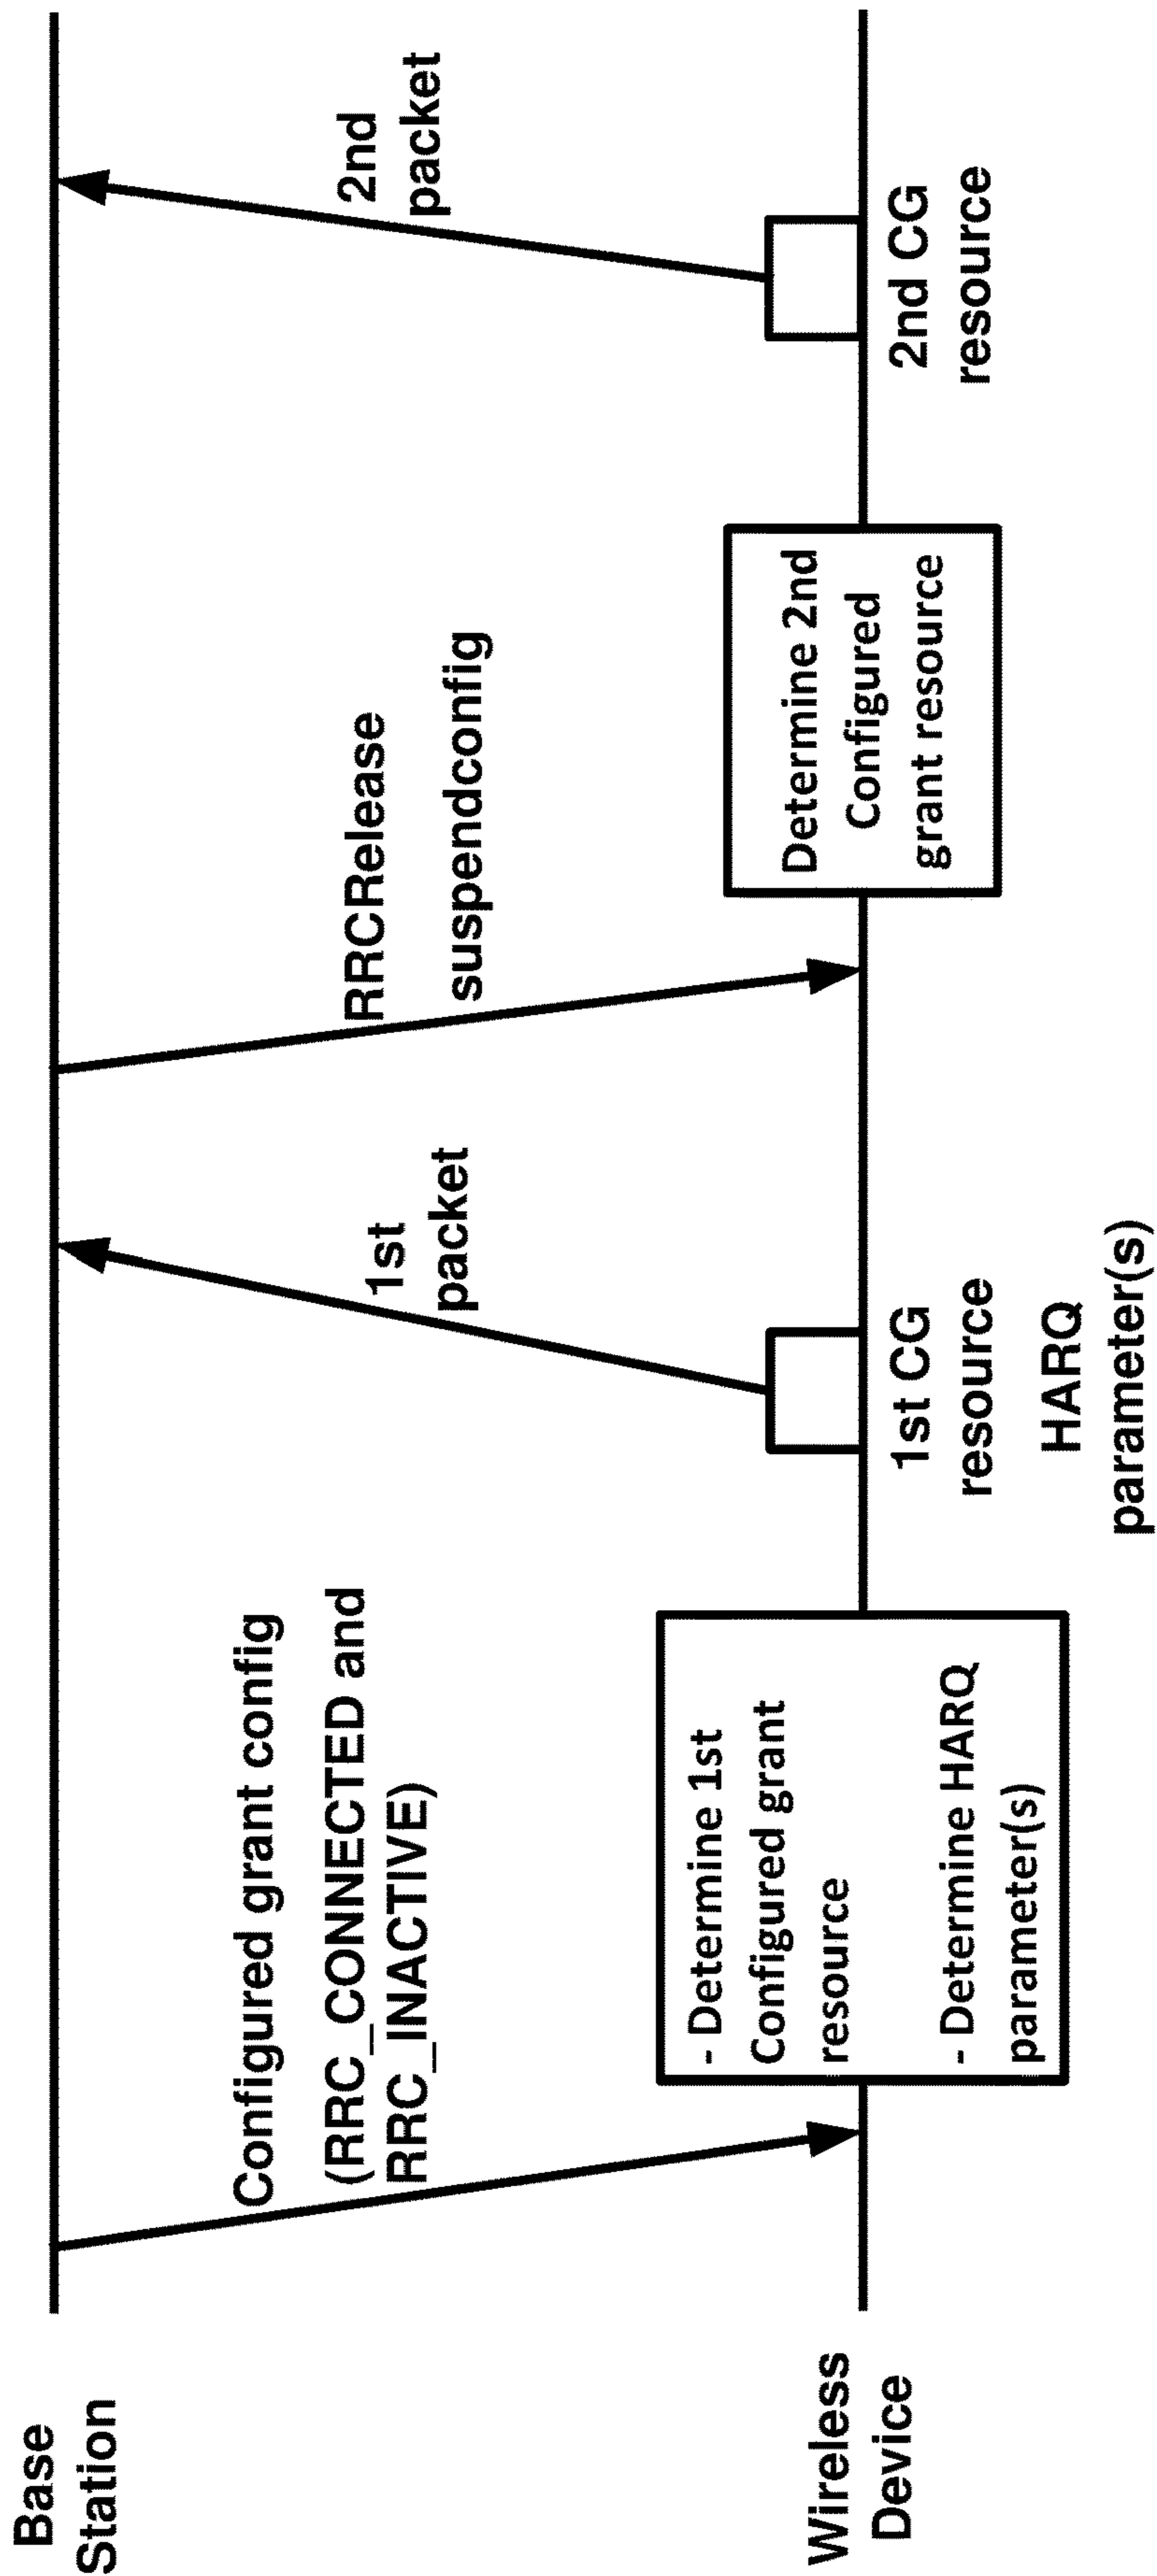 Base
Station
Configured grant config
(RRC_CONNECTED and
RRC_INACTIVE)
1st
packet
RRCRelease
suspendconfig
2nd
packet
Wireless
Device
- Determine 1st
Configured grant
resource
- Determine HARQ
parameter(s)
1st CG
resource
HARQ
parameter(s)
Determine 2nd
Configured
grant resource
2nd CG
resource